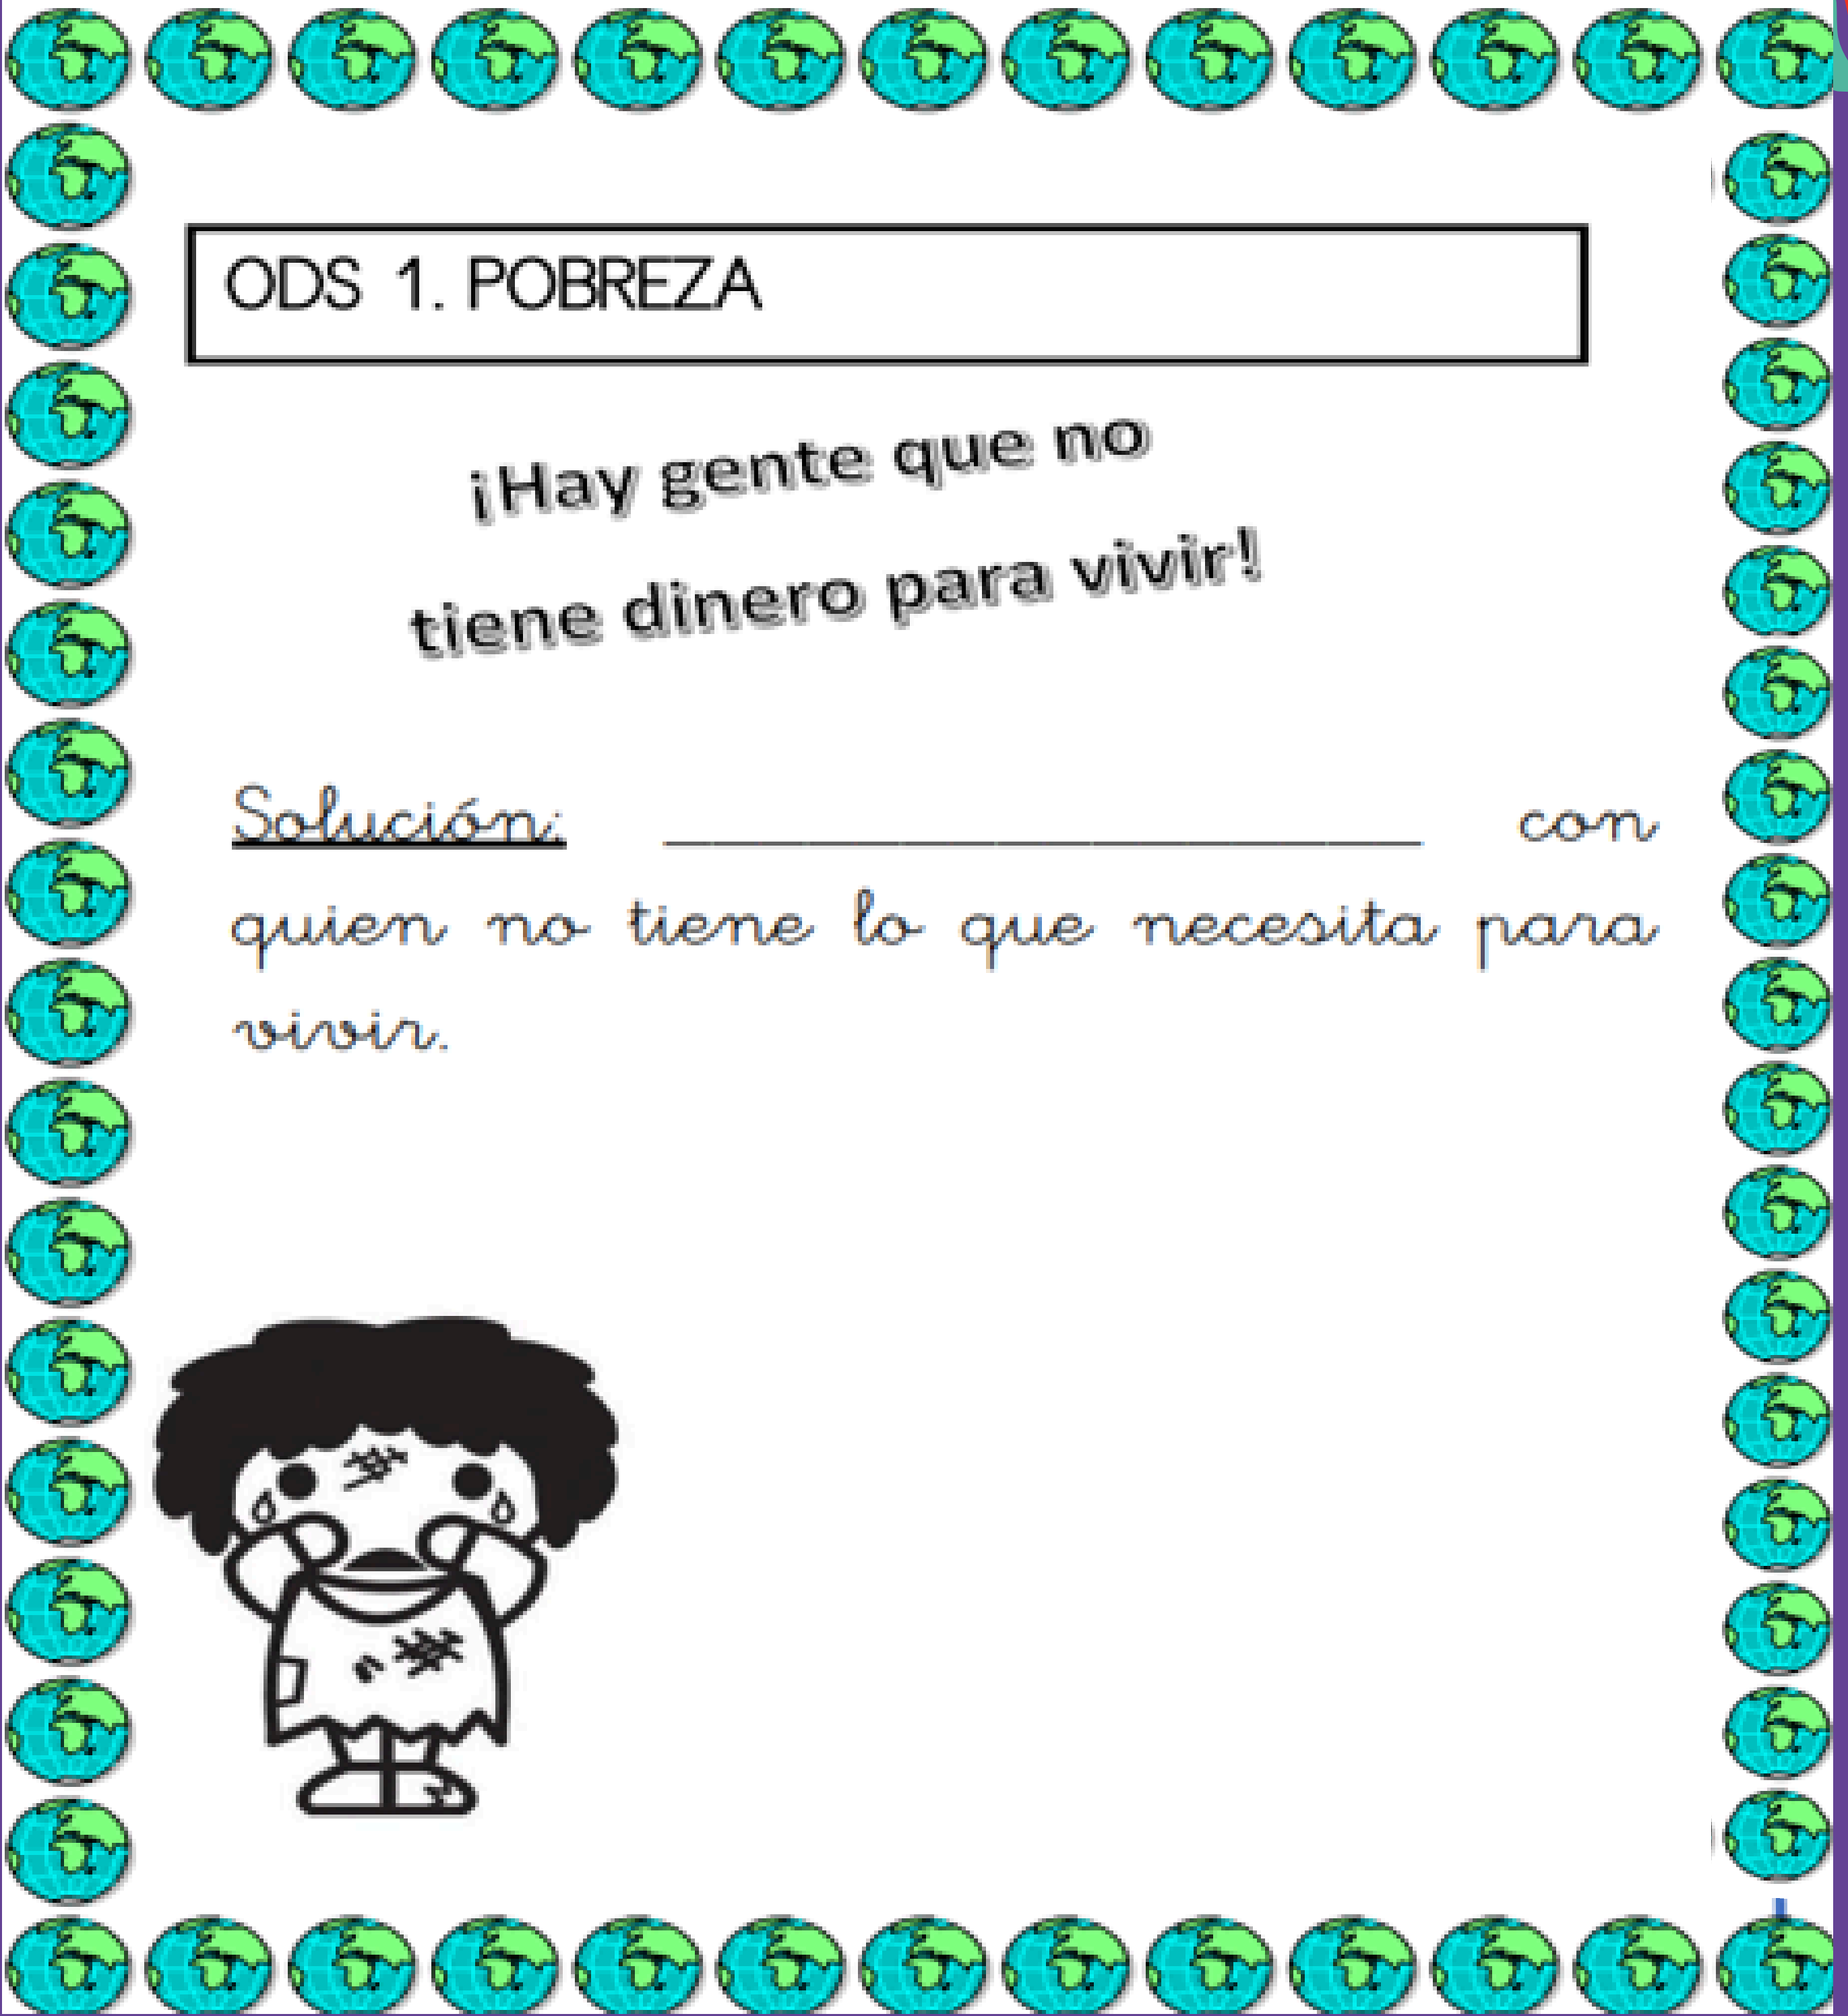 ODS 1. POBREZA
¡Hay gente que no
tiene dinero para vivir!
Solución: ______________________ con
quien no tiene lo que necesita para
vivir.